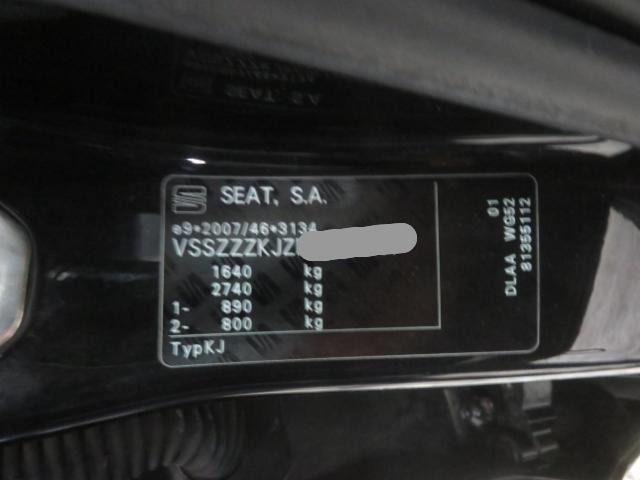 SEAT, S.A.
e9*2007/46*3134
VSSZZZKJZ
1640 kg
2740 kg
1- 890 kg
2- 800 kg
TypKJ
01
DLAA WG52
81355112